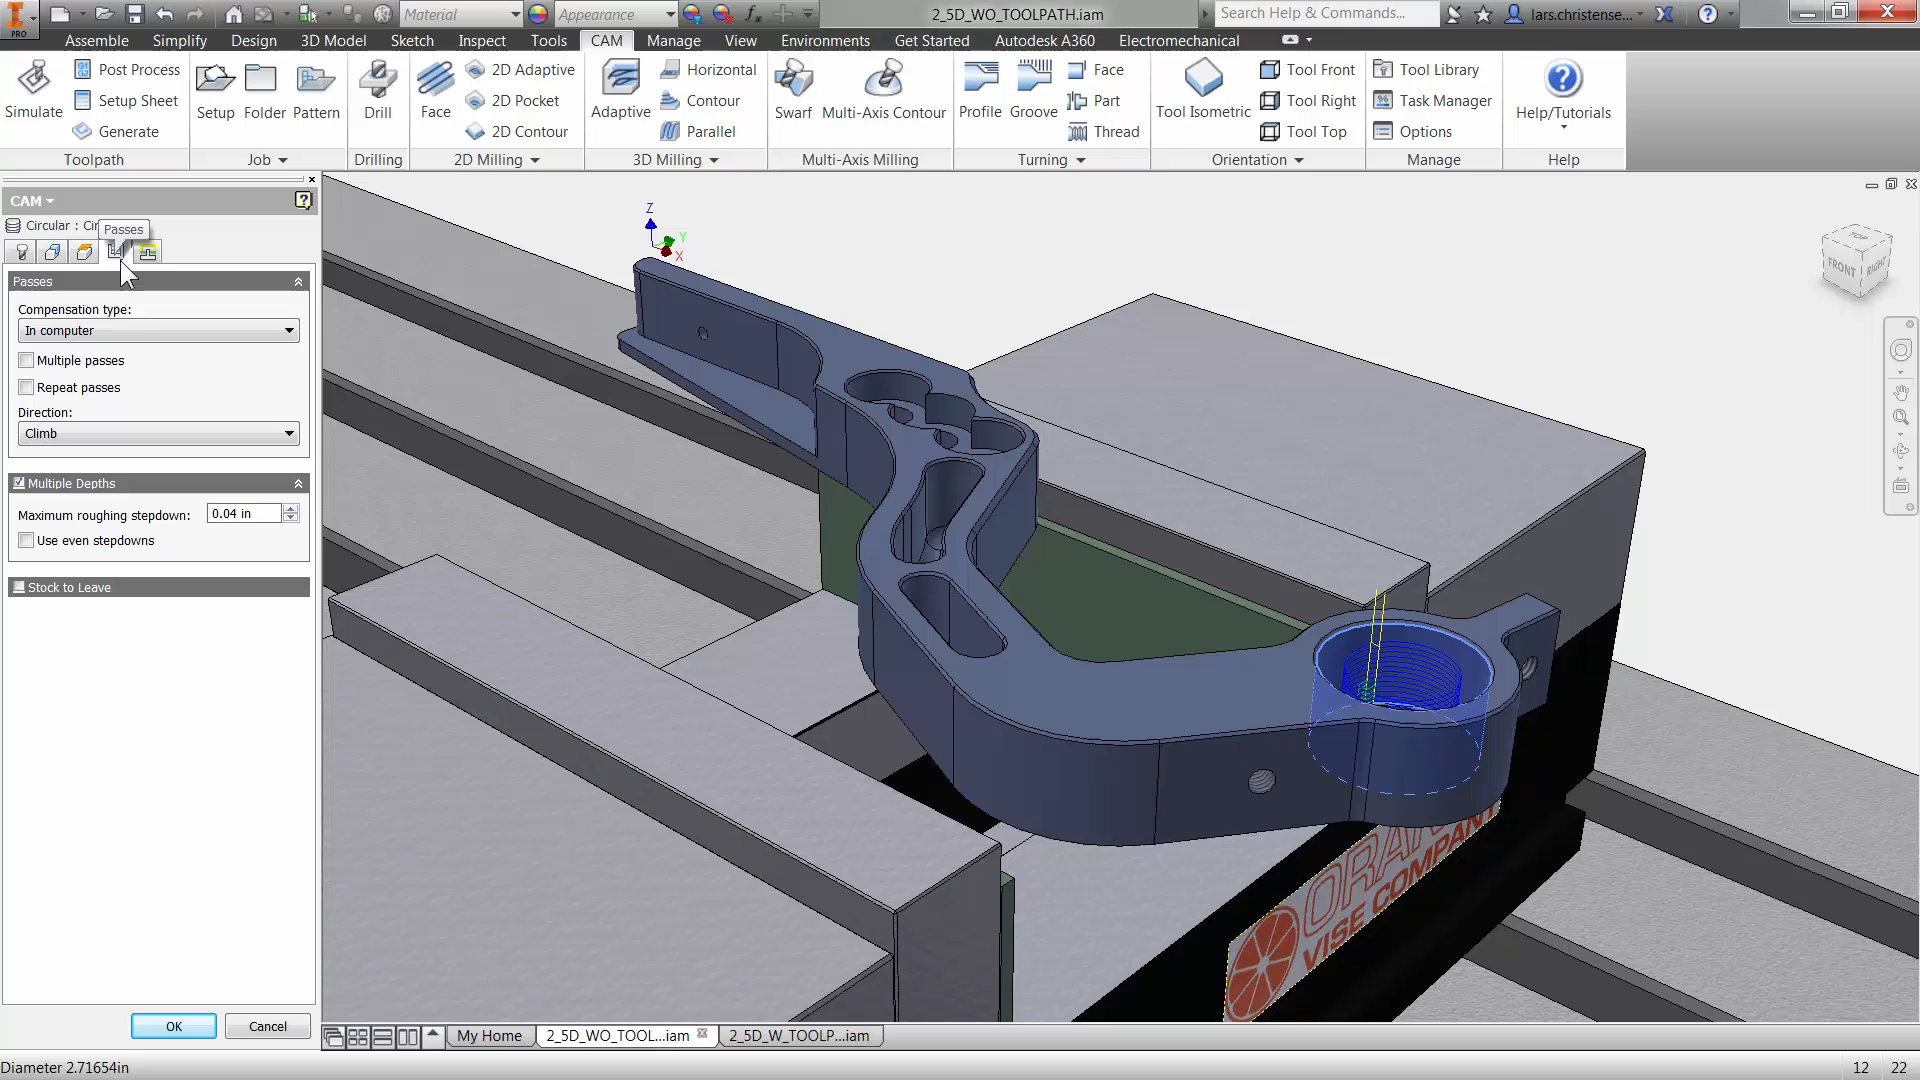 Material
Appearance
2_5D_WO_TOOLPATH.iam
Search Help & Commands...
lars.christense...
PRO
Assemble Simplify Design 3D Model Sketch Inspect Tools CAM Manage View Environments Get Started Autodesk A360 Electromechanical
Simulate
Post Process
Setup Sheet
Generate
Toolpath
Setup Folder Pattern
Job
Drill
Drilling
Face
2D Adaptive
2D Pocket
2D Contour
2D Milling
Adaptive
Horizontal
Contour
Parallel
3D Milling
Swarf Multi-Axis Contour
Multi-Axis Milling
Profile Groove
Face
Part
Thread
Turning
Tool Isometric
Tool Front
Tool Right
Tool Top
Orientation
Tool Library
Task Manager
Options
Manage
Help/Tutorials
Help
CAM
Circular : Cir
Passes
Passes
Compensation type:
In computer
Multiple passes
Repeat passes
Direction:
Climb
Multiple Depths
Maximum roughing stepdown: 0.04 in
Use even stepdowns
Stock to Leave
OK Cancel
Z
Y
X
TOP
FRONT RIGHT
VISE COMPANY
My Home 2_5D_WO_TOOL...iam 2_5D_W_TOOLP...iam
Diameter 2.71654in
12 22